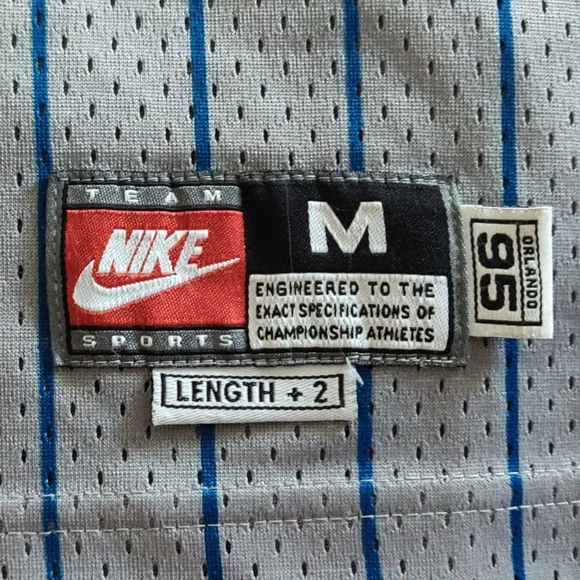 TEAM
NIKE
SPORTS
M
ENGINEERED TO THE
EXACT SPECIFICATIONS OF
CHAMPIONSHIP ATHLETES
LENGTH + 2
ORLANDO
95